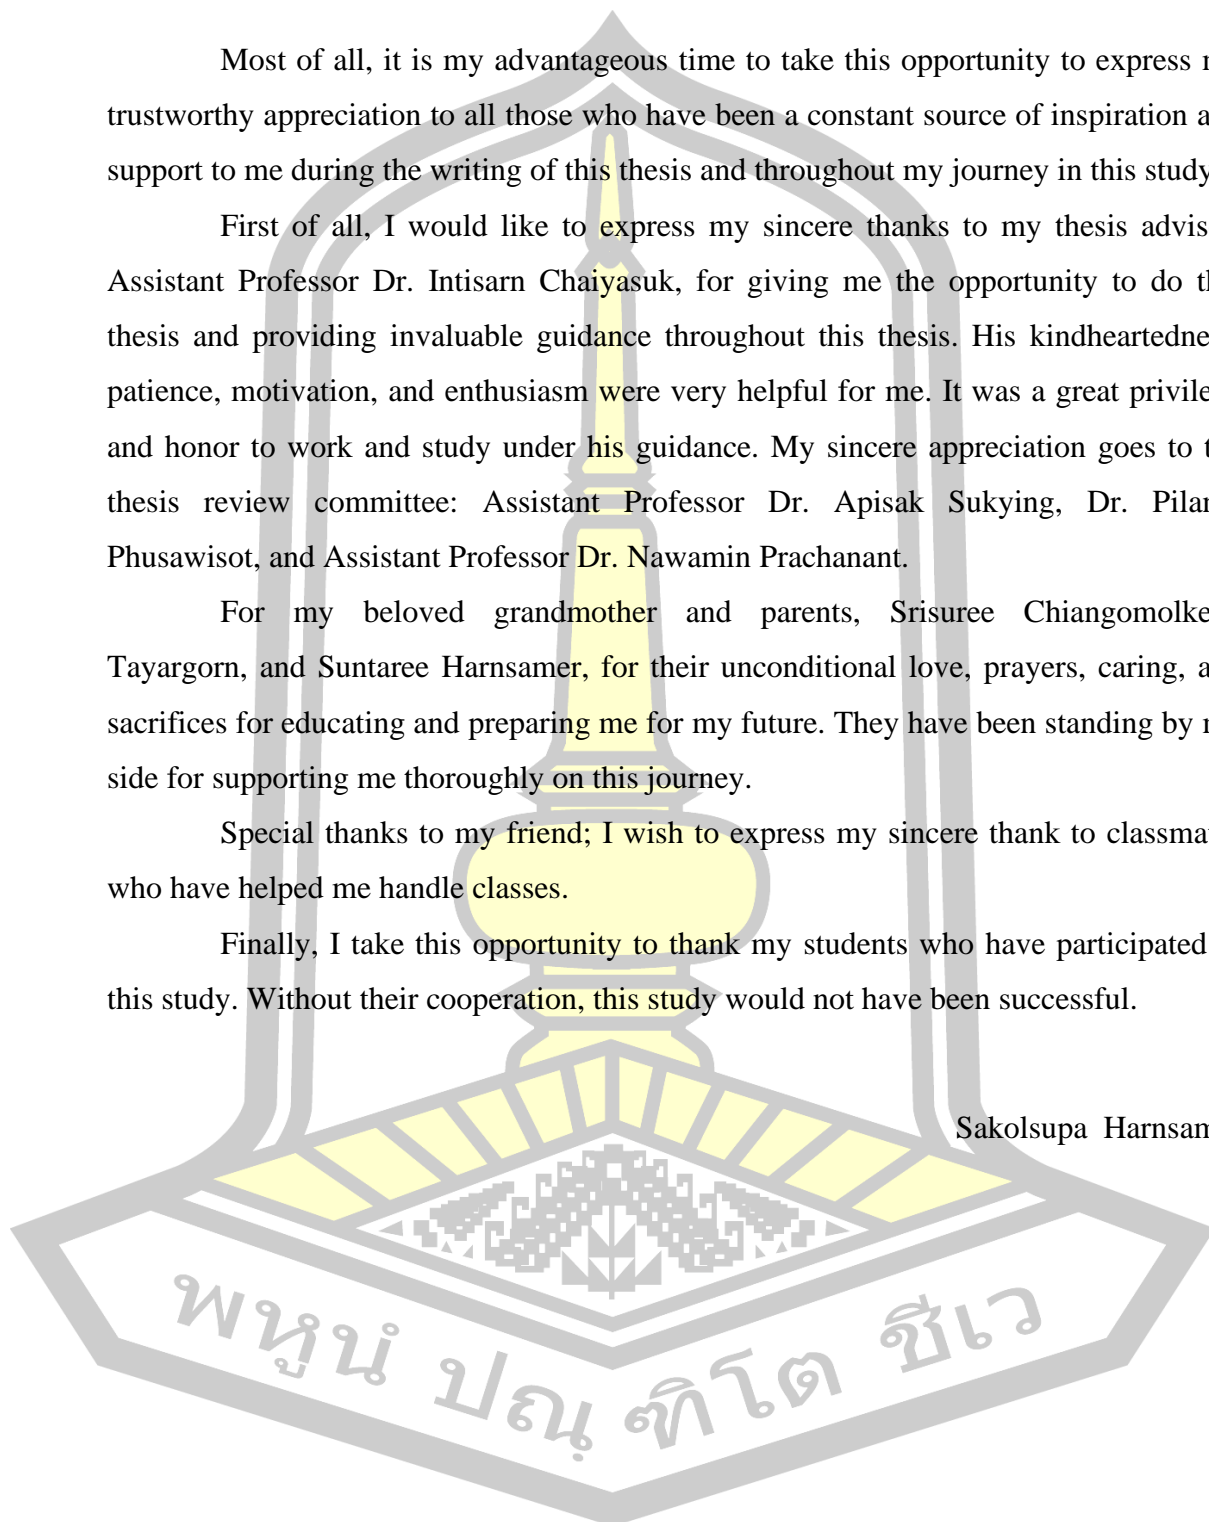 Most of all, it is my advantageous time to take this opportunity to express
trustworthy appreciation to all those who have been a constant source of inspiration a
support to me during the writing of this thesis and throughout my journey in this study
First of all, I would like to express my sincere thanks to my thesis advis
Assistant Professor Dr. Intisarn Chaiyasuk, for giving me the opportunity to do th
thesis and providing invaluable guidance throughout this thesis. His kindheartedne
patience, motivation, and enthusiasm were very helpful for me. It was a great privile
and honor to work and study under his guidance. My sincere appreciation goes to t
thesis review committee: Assistant Professor Dr. Apisak Sukying, Dr.
Phusawisot, and Assistant Professor Dr. Nawamin Prachanant.
For my beloved grandmother and parents, Srisuree Chiangomolke
Tayargorn, and Suntaree Harnsamer, for their unconditional love, prayers, caring, a
sacrifices for educating and preparing me for my future. They have been standing by
side for supporting me thoroughly on this journey.
Special thanks to my friend; I wish to express my sincere thank to classma
who have helped me handle classes.
Finally, I take this opportunity to thank my students who have participated
this study. Without their cooperation, this study would not have been successful.
Sakolsupa Harnsam
พหูนํ ปณฺฑิโต ชีเว